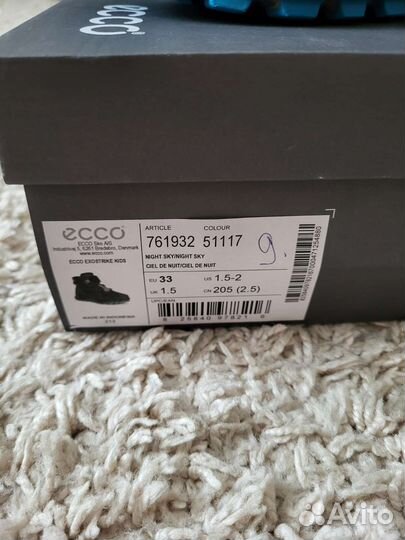 ecco
ecco
ECCO Sko A/S
Industrivej 5, 6261 Bredebro, Denmark
www.ecco.com
ECCO EXOSTRIKE KIDS
MADE IN INDONESIA
ARTICLE COLOUR
761932 51117
9.
NIGHT SKY/NIGHT SKY
CIEL DE NUIT/CIEL DE NUIT
EU 33 US 1.5-2
UK 1.5 CN 205 (2.5)
UPC/EAN
Avito